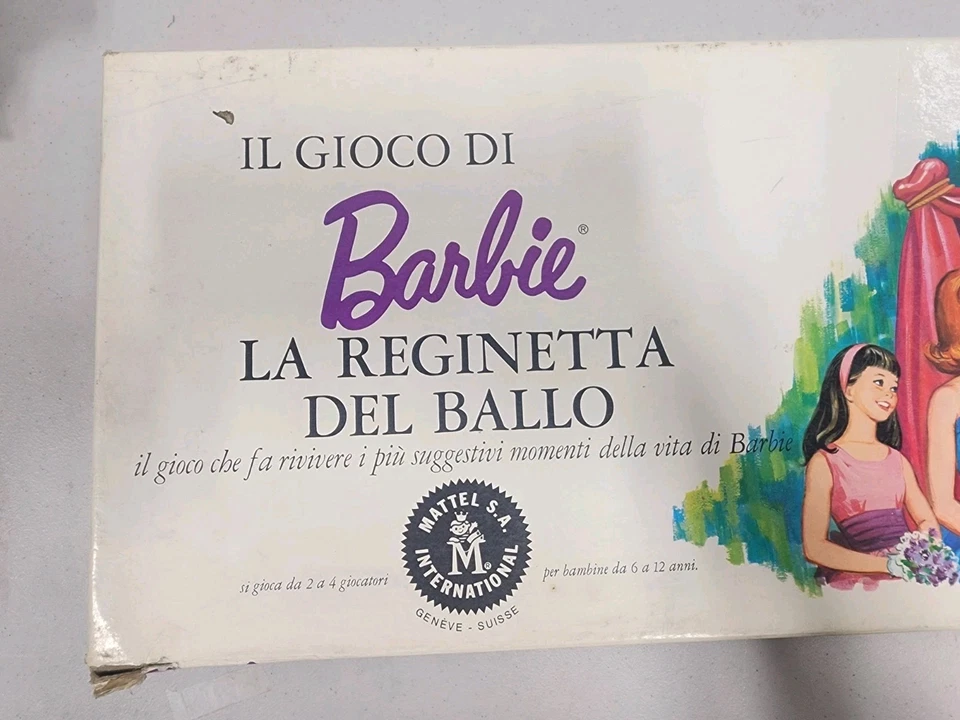 IL GIOCO DI
Barbie®
LA REGINETTA
DEL BALLO
il gioco che fa rivivere i più suggestivi momenti della vita di Barbie
si gioca da 2 a 4 giocatori
MATTEL S.A.
M®
INTERNATIONAL
GENÈVE - SUISSE
per bambine da 6 a 12 anni.